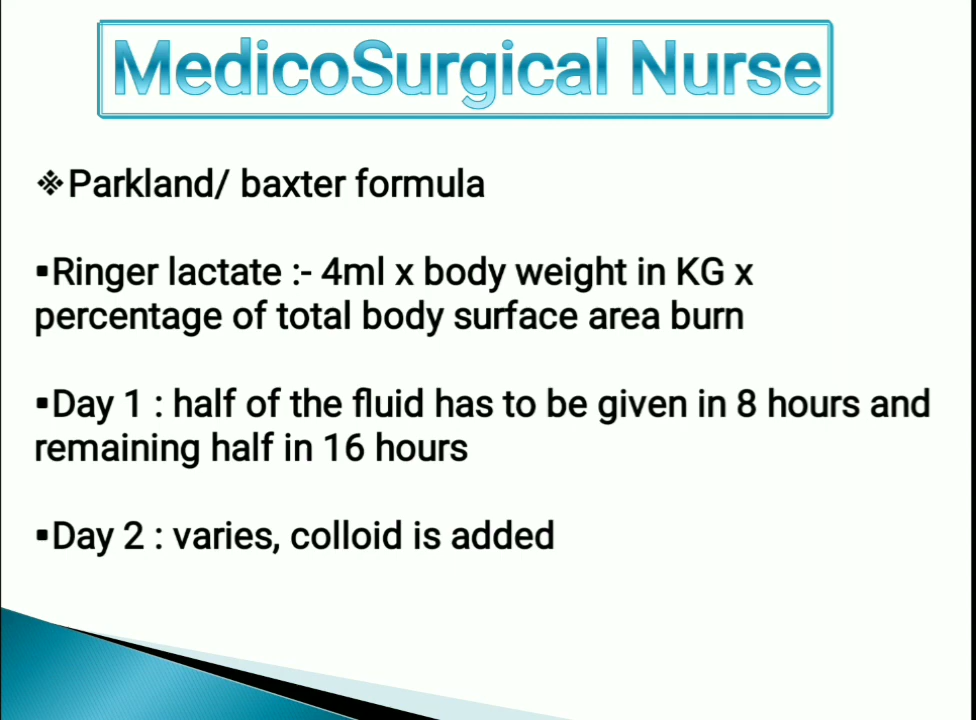 MedicoSurgical Nurse
❖Parkland/ baxter formula
▪Ringer lactate :- 4ml x body weight in KG x
percentage of total body surface area burn
▪Day 1 : half of the fluid has to be given in 8 hours and
remaining half in 16 hours
▪Day 2 : varies, colloid is added